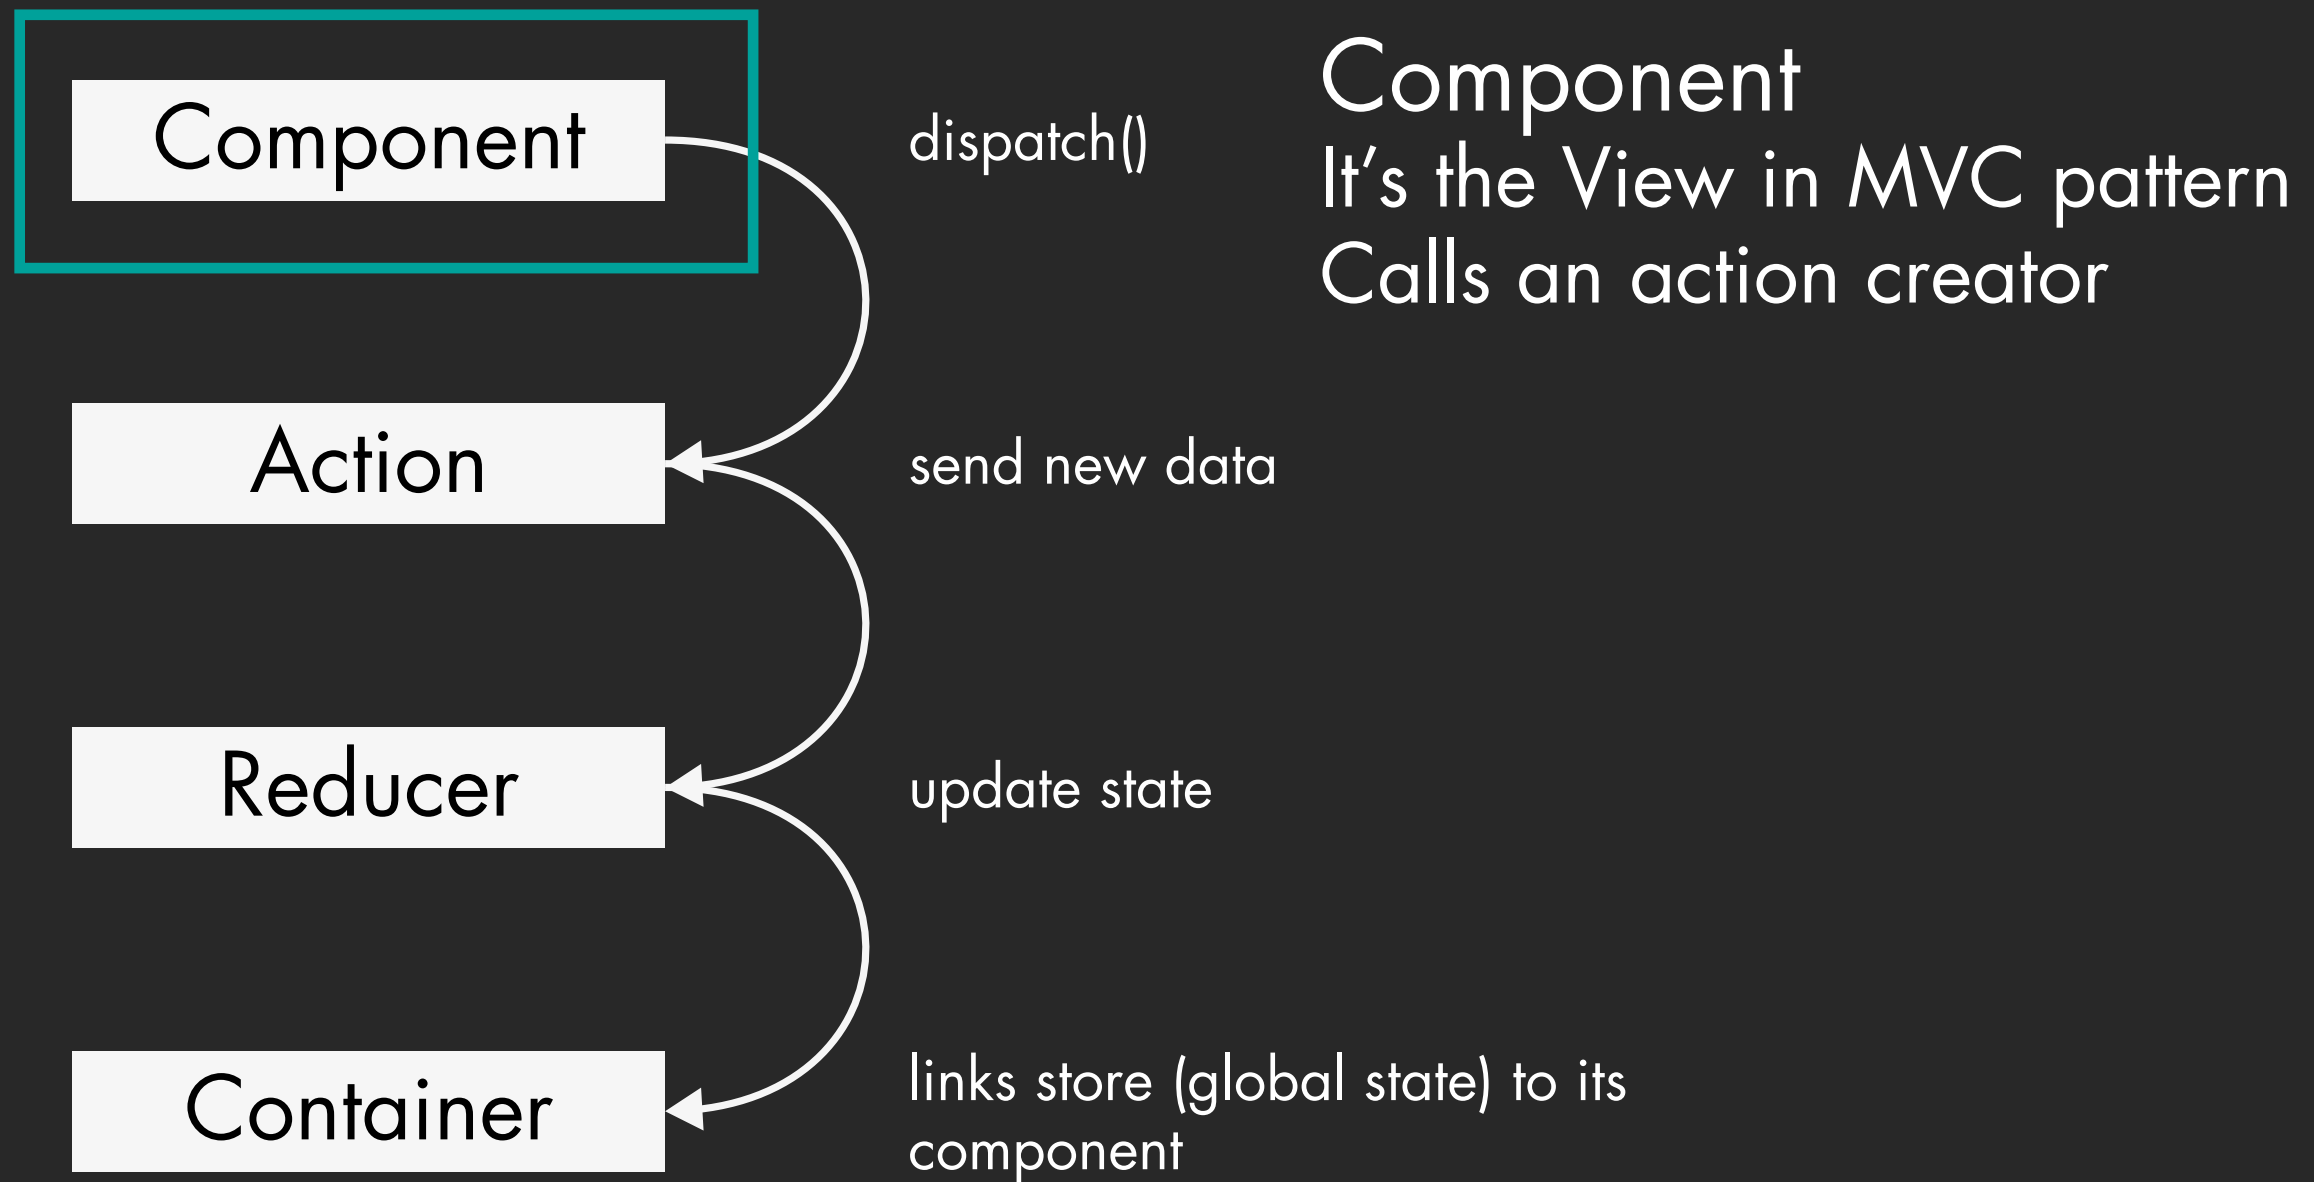 Component
dispatch()
Component
It's the View in MVC pattern
Calls an action creator
Action
send new data
Reducer
update state
Container
links store (global state) to its
component